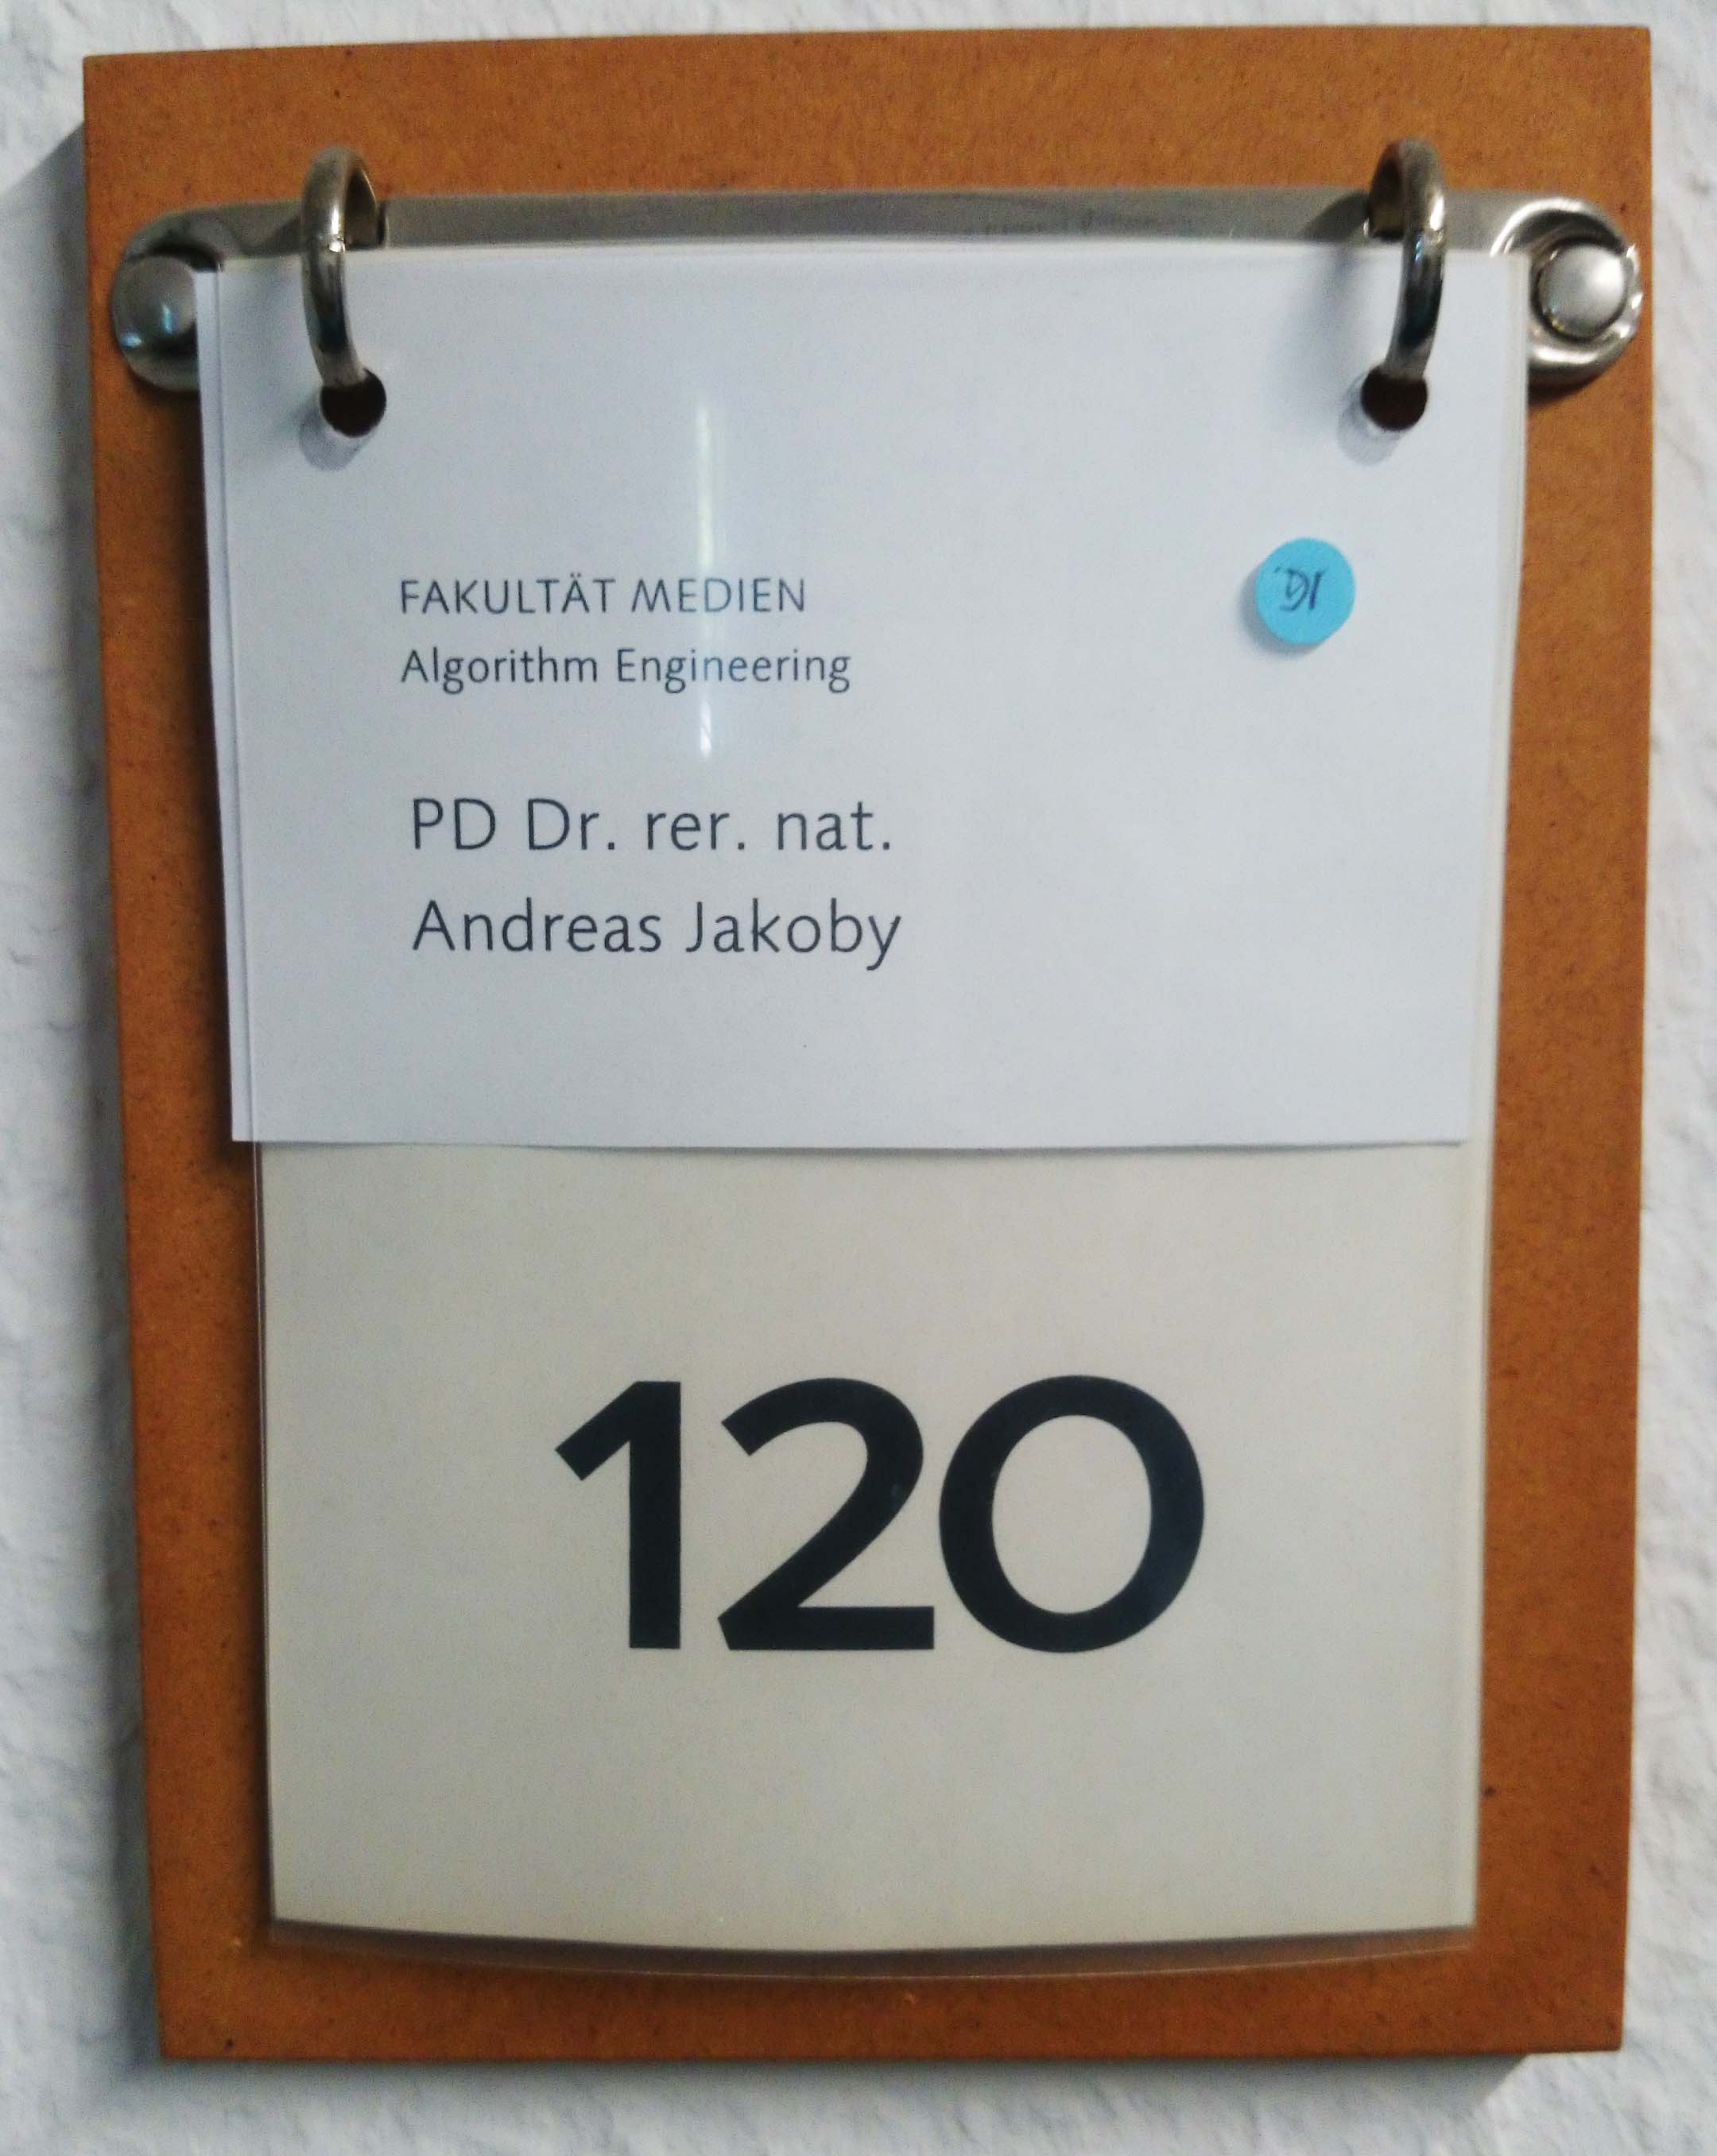 FAKULTÄT MEDIEN
Algorithm Engineering
PD Dr. rer. nat.
Andreas Jakoby
120